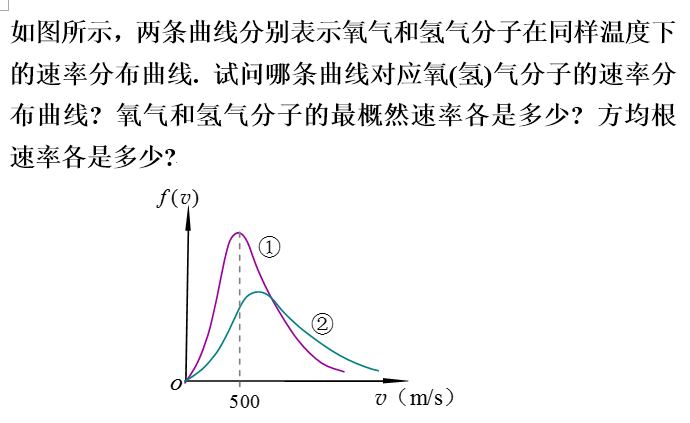 如图所示，两条曲线分别表示氧气和氢气分子在同样温度下
的速率分布曲线. 试问哪条曲线对应氧(氢)气分子的速率分
布曲线？氧气和氢气分子的最概然速率各是多少？方均根
速率各是多少？
f(v)
①
②
O
500
v（m/s）